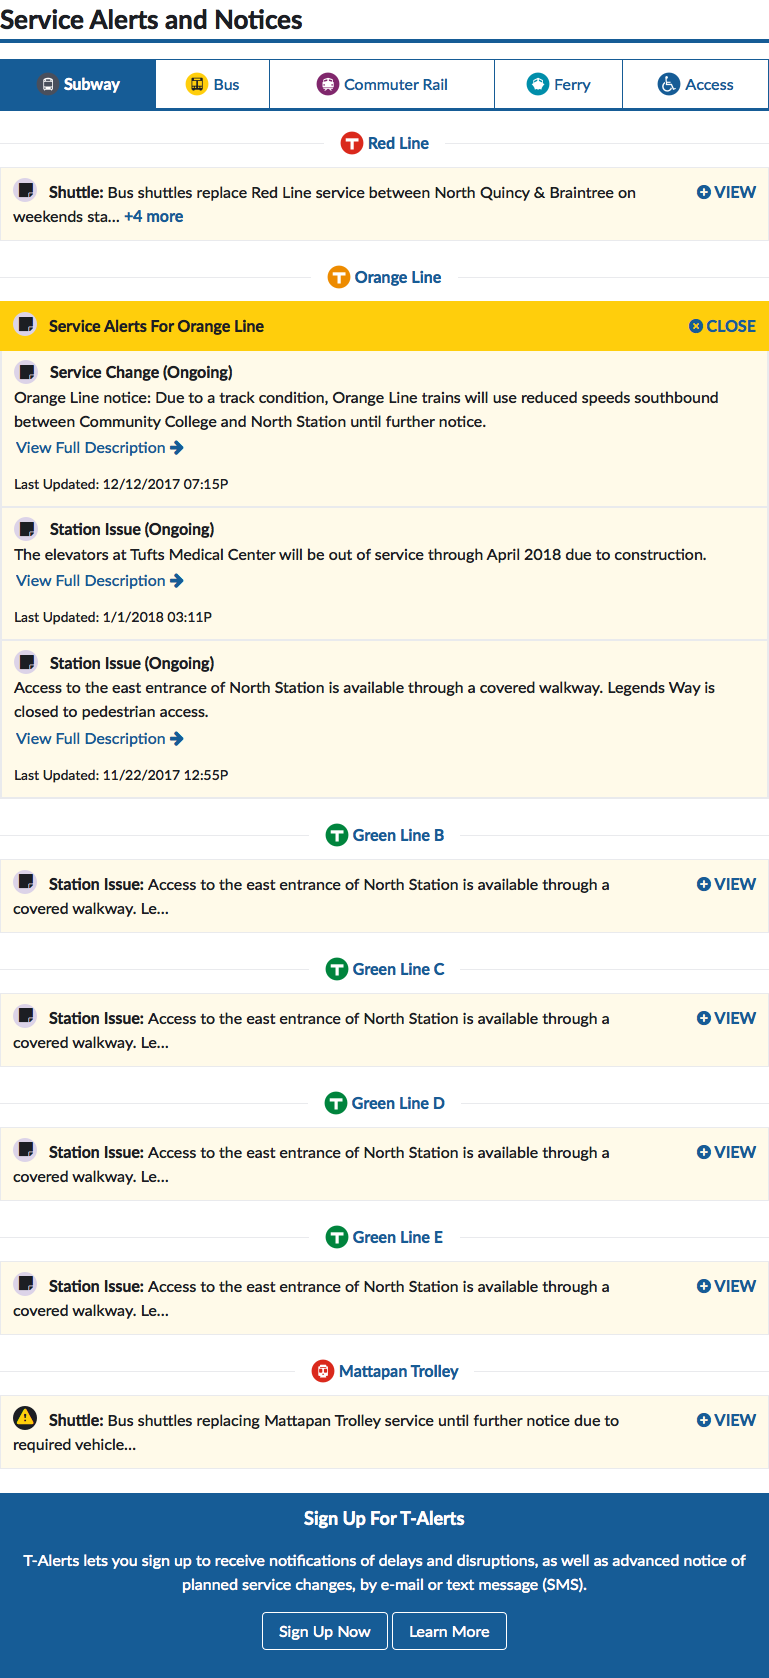 Service Alerts and Notices
Subway Bus Commuter Rail Ferry Access
T Red Line
Shuttle: Bus shuttles replace Red Line service between North Quincy & Braintree on VIEW
weekends sta... +4 more
T Orange Line
Service Alerts For Orange Line CLOSE
Service Change (Ongoing)
Orange Line notice: Due to a track condition, Orange Line trains will use reduced speeds southbound
between Community College and North Station until further notice.
View Full Description
Last Updated: 12/12/2017 07:15P
Station Issue (Ongoing)
The elevators at Tufts Medical Center will be out of service through April 2018 due to construction.
View Full Description
Last Updated: 1/1/2018 03:11P
Station Issue (Ongoing)
Access to the east entrance of North Station is available through a covered walkway. Legends Way is
closed to pedestrian access.
View Full Description
Last Updated: 11/22/2017 12:55P
T Green Line B
Station Issue: Access to the east entrance of North Station is available through a VIEW
covered walkway. Le...
T Green Line C
Station Issue: Access to the east entrance of North Station is available through a VIEW
covered walkway. Le...
T Green Line D
Station Issue: Access to the east entrance of North Station is available through a VIEW
covered walkway. Le...
T Green Line E
Station Issue: Access to the east entrance of North Station is available through a VIEW
covered walkway. Le...
Mattapan Trolley
Shuttle: Bus shuttles replacing Mattapan Trolley service until further notice due to VIEW
required vehicle...
Sign Up For T-Alerts
T-Alerts lets you sign up to receive notifications of delays and disruptions, as well as advanced notice of
planned service changes, by e-mail or text message (SMS).
Sign Up Now Learn More